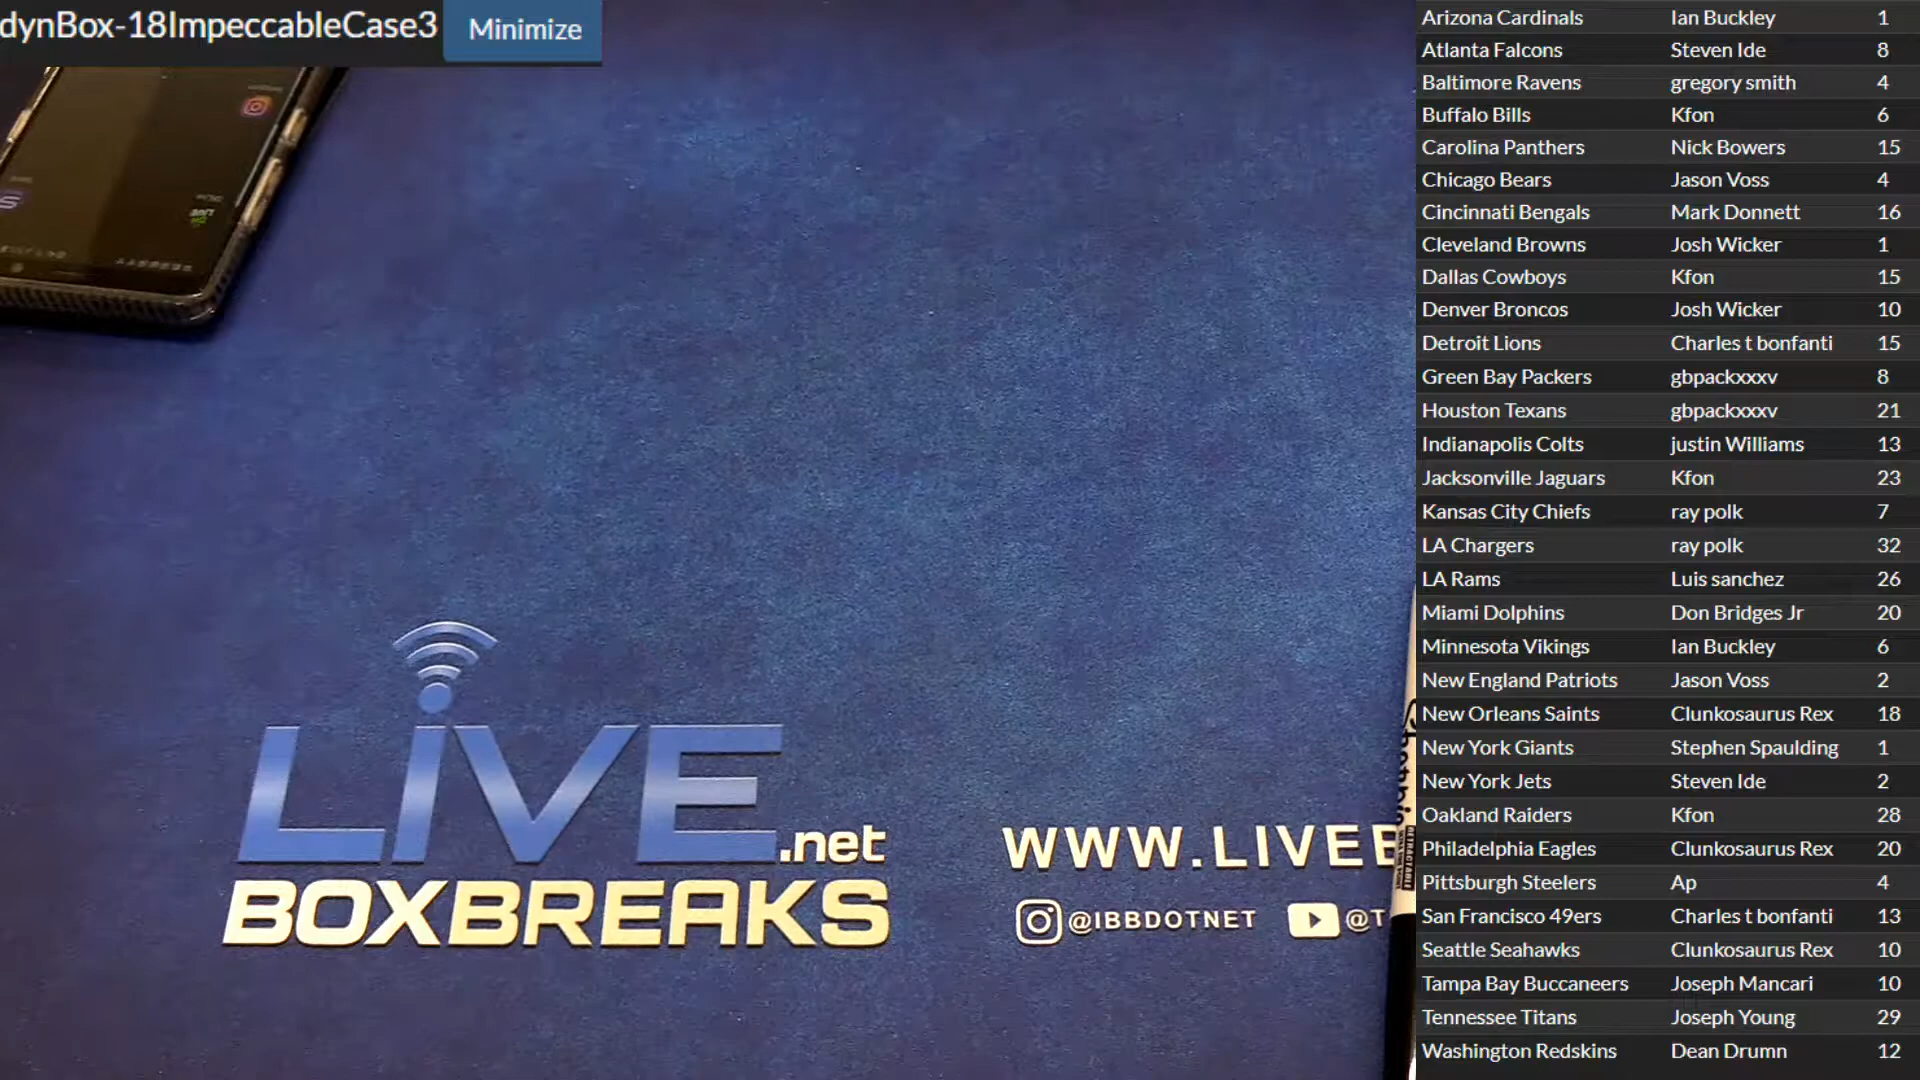 dynBox-18ImpeccableCase3
Minimize
Arizona Cardinals Ian Buckley 1
Atlanta Falcons Steven Ide 8
Baltimore Ravens gregory smith 4
Buffalo Bills Kfon 6
Carolina Panthers Nick Bowers 15
Chicago Bears Jason Voss 4
Cincinnati Bengals Mark Donnett 16
Cleveland Browns Josh Wicker 1
Dallas Cowboys Kfon 15
Denver Broncos Josh Wicker 10
Detroit Lions Charles t bonfanti 15
Green Bay Packers gbpackxxxv 8
Houston Texans gbpackxxxv 21
Indianapolis Colts justin Williams 13
Jacksonville Jaguars Kfon 23
Kansas City Chiefs ray polk 7
LA Chargers ray polk 32
LA Rams Luis sanchez 26
Miami Dolphins Don Bridges Jr 20
Minnesota Vikings Ian Buckley 6
New England Patriots Jason Voss 2
New Orleans Saints Clunkosaurus Rex 18
New York Giants Stephen Spaulding 1
New York Jets Steven Ide 2
Oakland Raiders Kfon 28
Philadelphia Eagles Clunkosaurus Rex 20
Pittsburgh Steelers Ap 4
San Francisco 49ers Charles t bonfanti 13
Seattle Seahawks Clunkosaurus Rex 10
Tampa Bay Buccaneers Joseph Mancari 10
Tennessee Titans Joseph Young 29
Washington Redskins Dean Drumn 12
LiVE.net
BOXBREAKS
WWW.LIVEB
@IBBDOTNET @T
RETRACTABLE